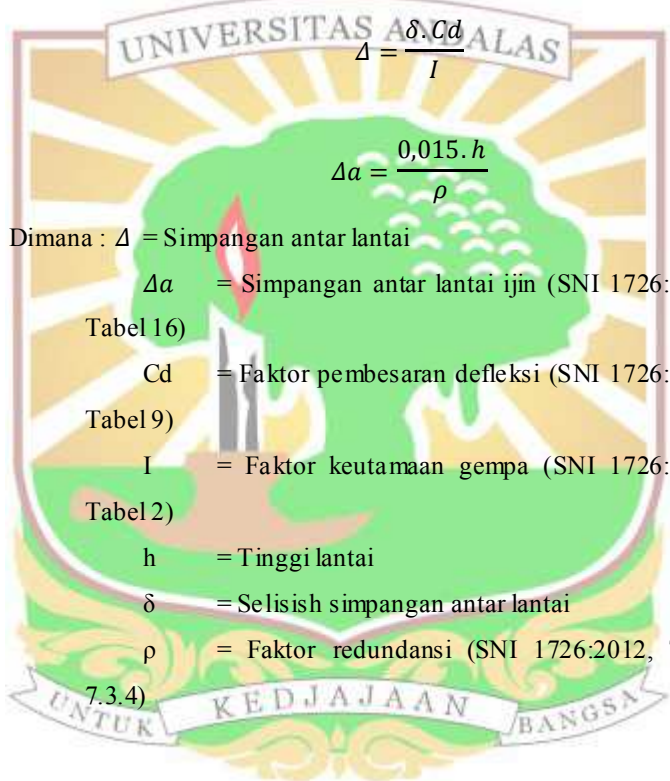 UNIVERSITAS ANDALAS
𝛥 = 𝛿.𝐶𝑑 / 𝐼
𝛥𝑎 = 0,015. ℎ / 𝜌
Dimana : 𝛥 = Simpangan antar lantai
𝛥𝑎 = Simpangan antar lantai ijin (SNI 1726:
Tabel 16)
Cd = Faktor pembesaran defleksi (SNI 1726:
Tabel 9)
I = Faktor keutamaan gempa (SNI 1726:
Tabel 2)
h = Tinggi lantai
δ = Selisish simpangan antar lantai
ρ = Faktor redundansi (SNI 1726:2012,
7.3.4)
UNTUK KEDJAJAAN BANGSA